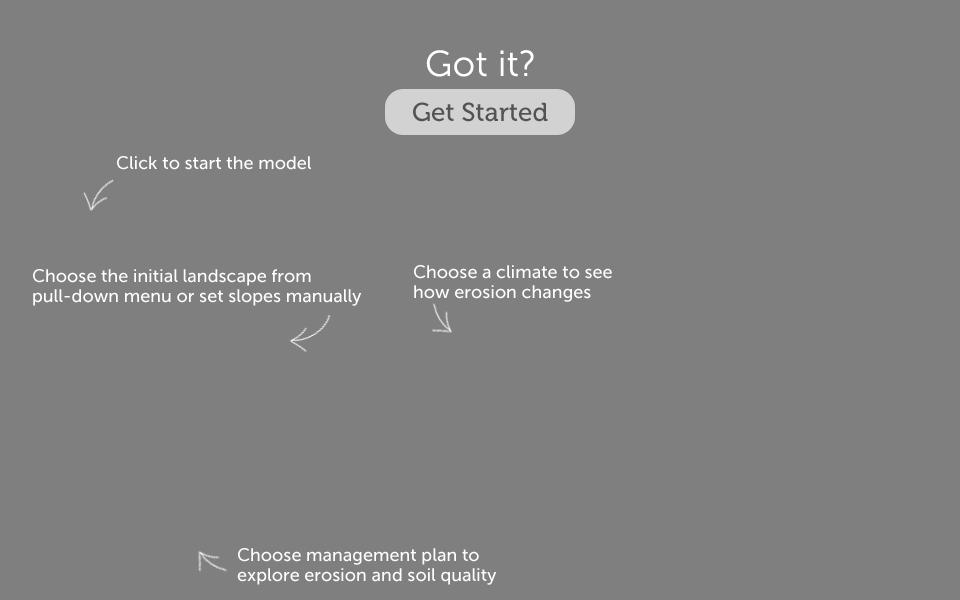 Got it?
Get Started
Click to start the model
Choose the initial landscape from
pull-down menu or set slopes manually
Choose a climate to see
how erosion changes
Choose management plan to
explore erosion and soil quality